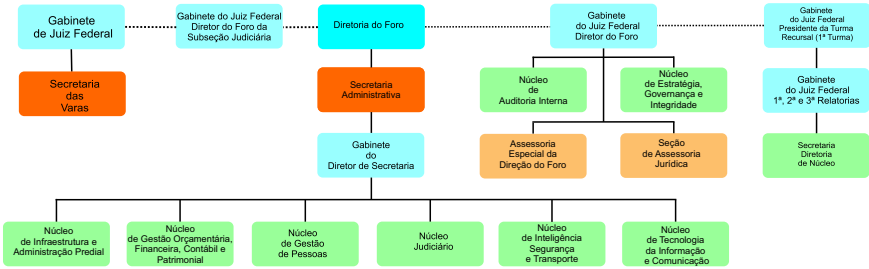 Gabinete
de Juiz Federal
Gabinete do Juiz Federal
Diretor do Foro da
Subseção Judiciária
Diretoria do Foro
Gabinete
do Juiz Federal
Diretor do Foro
Gabinete
do Juiz Federal
Presidente da Turma
Recursal (1ª Turma)
Secretaria
das
Varas
Secretaria
Administrativa
Núcleo
de
Auditoria Interna
Núcleo
de Estratégia,
Governança e
Integridade
Gabinete
do Juiz Federal
1ª, 2ª e 3ª Relatorias
Gabinete
do
Diretor de Secretaria
Assessoria
Especial da
Direção do Foro
Seção
de Assessoria
Jurídica
Secretaria
Diretoria
de Núcleo
Núcleo
de Infraestrutura e
Administração Predial
Núcleo
de Gestão Orçamentária,
Financeira, Contábil e
Patrimonial
Núcleo
de Gestão
de Pessoas
Núcleo
Judiciário
Núcleo
de Inteligência
Segurança
e Transporte
Núcleo
de Tecnologia
da Informação
e Comunicação